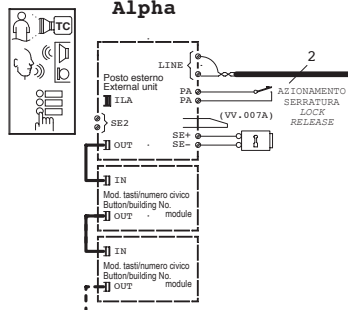 Alpha
TC
2
LINE
Posto esterno
External unit
ILA
PA
PA
AZIONAMENTO
SERRATURA
LOCK
RELEASE
SE2
(VV.007A)
SE+
SE-
OUT
IN
Mod. tasti/numero civico
Button/building No.
OUT
module
IN
Mod. tasti/numero civico
Button/building No.
OUT
module